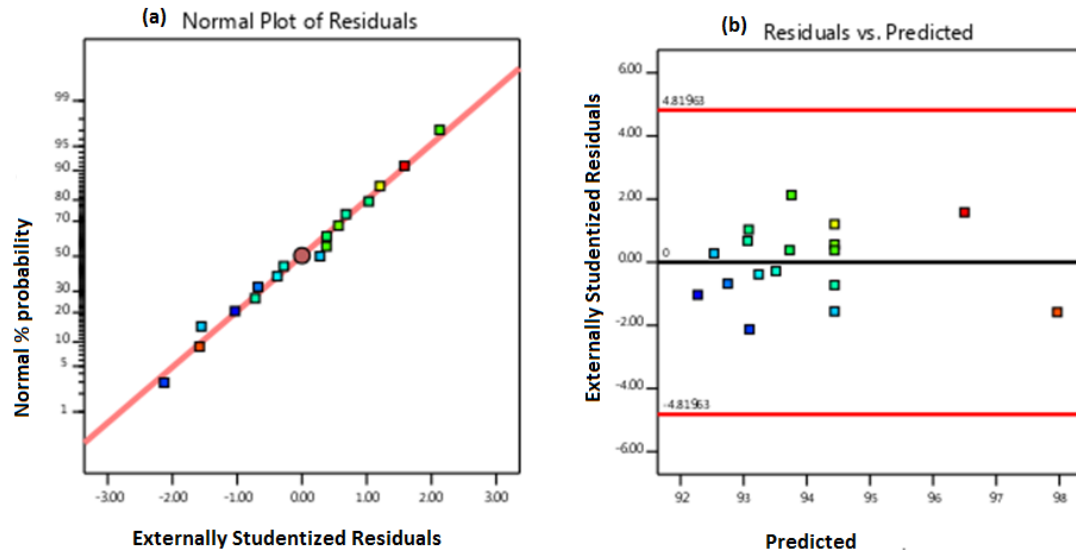 (a) Normal Plot of Residuals
Normal % probability
99
95
90
80
70
50
30
20
10
5
1
-3.00 -2.00 -1.00 0.00 1.00 2.00 3.00
Externally Studentized Residuals
(b) Residuals vs. Predicted
Externally Studentized Residuals
6.00
4.81963
4.00
2.00
0.00
0
-2.00
-4.00
-4.81963
-6.00
92 93 94 95 96 97 98
Predicted